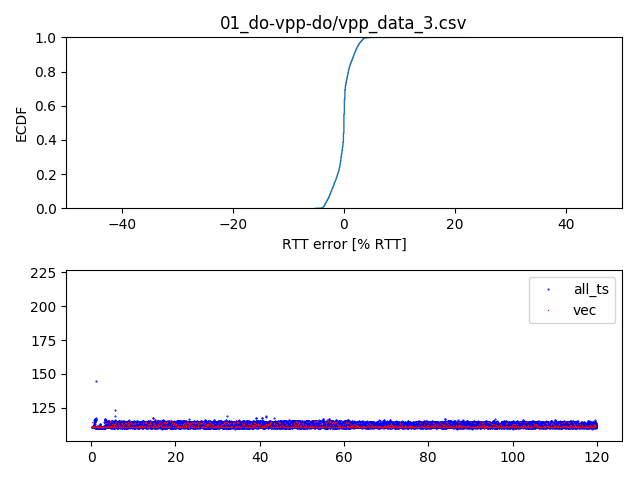 01_do-vpp-do/vpp_data_3.csv
1.0
0.8
0.6
0.4
0.2
0.0
ECDF
−40 −20 0 20 40
RTT error [% RTT]
225
200
175
150
125
all_ts
vec
0 20 40 60 80 100 120